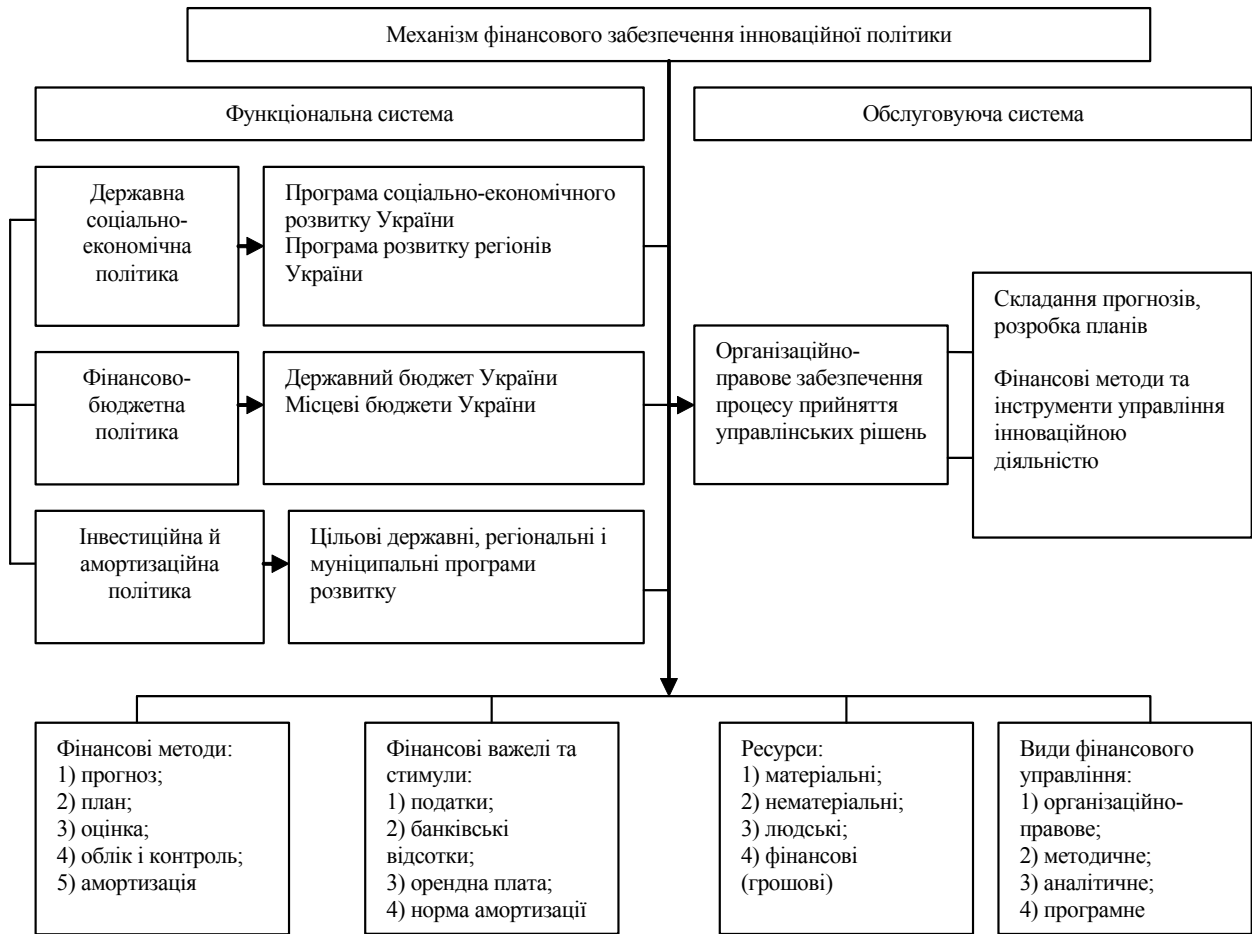 Механізм фінансового забезпечення інноваційної політики
Функціональна система
Обслуговуюча система
Державна
соціально-
економічна
політика
Програма соціально-економічного
розвитку України
Програма розвитку регіонів
України
Фінансово-
бюджетна
політика
Державний бюджет України
Місцеві бюджети України
Інвестиційна й
амортизаційна
політика
Цільові державні, регіональні і
муніципальні програми
розвитку
Організаційно-
правове забезпечення
процесу прийняття
управлінських рішень
Складання прогнозів,
розробка планів
Фінансові методи та
інструменти управління
інноваційною
діяльністю
Фінансові методи:
1) прогноз;
2) план;
3) оцінка;
4) облік і контроль;
5) амортизація
Фінансові важелі та
стимули:
1) податки;
2) банківські
відсотки;
3) орендна плата;
4) норма амортизації
Ресурси:
1) матеріальні;
2) нематеріальні;
3) людські;
4) фінансові
(грошові)
Види фінансового
управління:
1) організаційно-
правове;
2) методичне;
3) аналітичне;
4) програмне